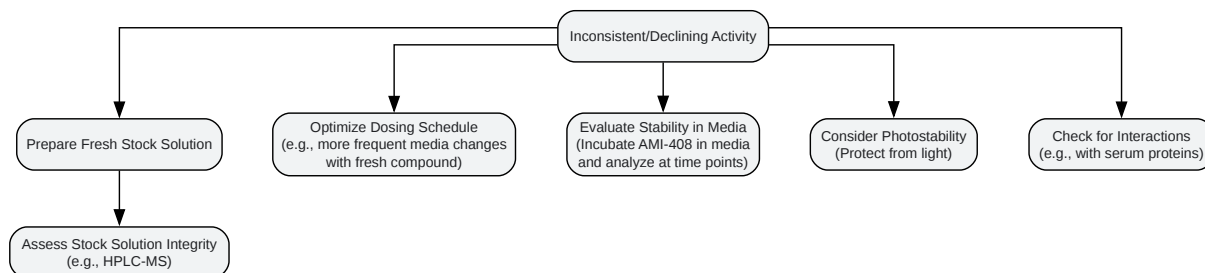 Inconsistent/Declining Activity
Prepare Fresh Stock Solution
Optimize Dosing Schedule
(e.g., more frequent media changes
with fresh compound)
Evaluate Stability in Media
(Incubate AMI-408 in media
and analyze at time points)
Consider Photostability
(Protect from light)
Check for Interactions
(e.g., with serum proteins)
Assess Stock Solution Integrity
(e.g., HPLC-MS)